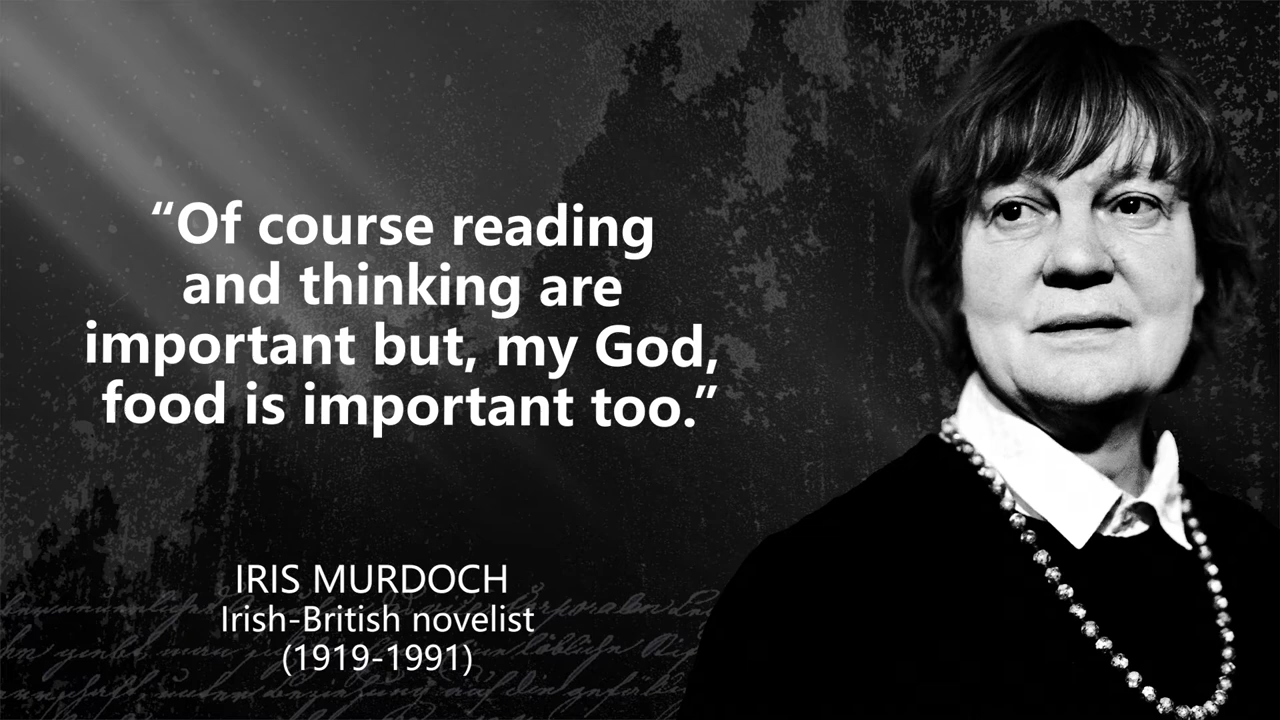 “Of course reading
and thinking are
important but, my God,
food is important too.”
IRIS MURDOCH
Irish-British novelist
(1919-1991)